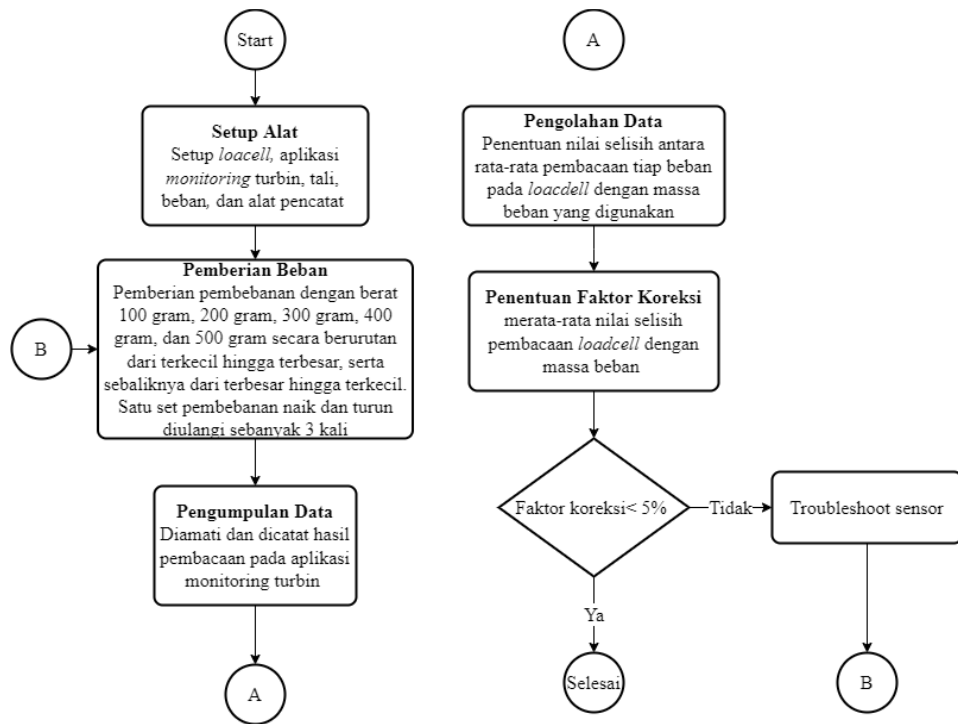 Start
Setup Alat
Setup loacell, aplikasi
monitoring turbin, tali,
beban, dan alat pencatat
B
Pemberian Beban
Pemberian pembebanan dengan berat
100 gram, 200 gram, 300 gram, 400
gram, dan 500 gram secara berurutan
dari terkecil hingga terbesar, serta
sebaliknya dari terbesar hingga terkecil.
Satu set pembebanan naik dan turun
diulangi sebanyak 3 kali
Pengumpulan Data
Diamati dan dicatat hasil
pembacaan pada aplikasi
monitoring turbin
A
A
Pengolahan Data
Penentuan nilai selisih antara
rata-rata pembacaan tiap beban
pada loacdell dengan massa
beban yang digunakan
Penentuan Faktor Koreksi
merata-rata nilai selisih
pembacaan loadcell dengan
massa beban
Faktor koreksi< 5%
Tidak
Troubleshoot sensor
Ya
Selesai
B